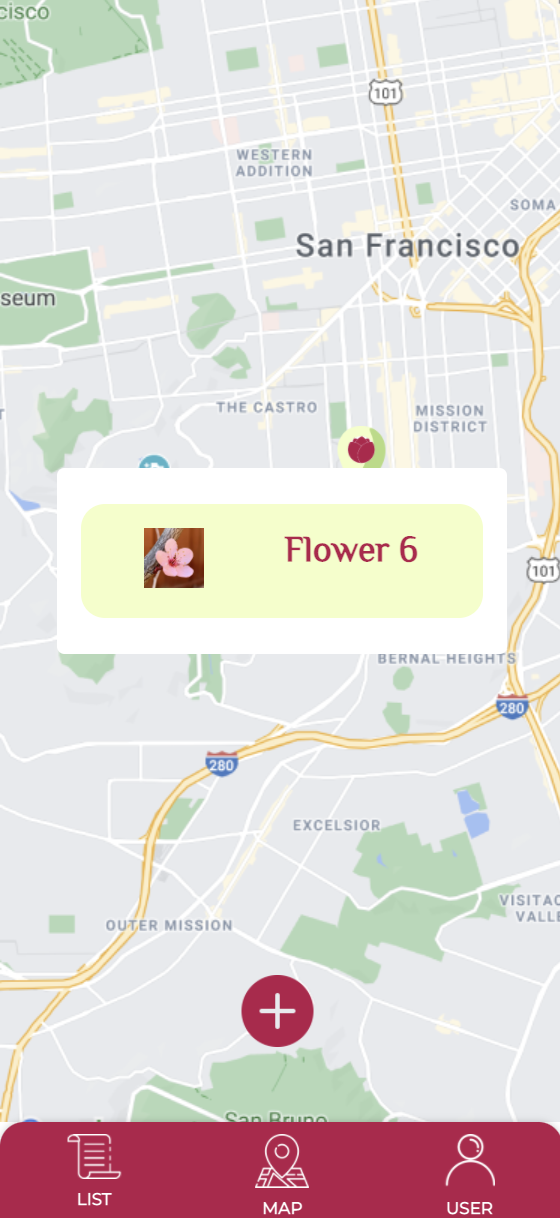 cisco
101
WESTERN
ADDITION
SOMA
San Francisco
seum
THE CASTRO
MISSION
DISTRICT
Flower 6
101
BERNAL HEIGHTS
280
280
EXCELSIOR
VISITAC
VALLE
OUTER MISSION
San Bruno
LIST
MAP
USER